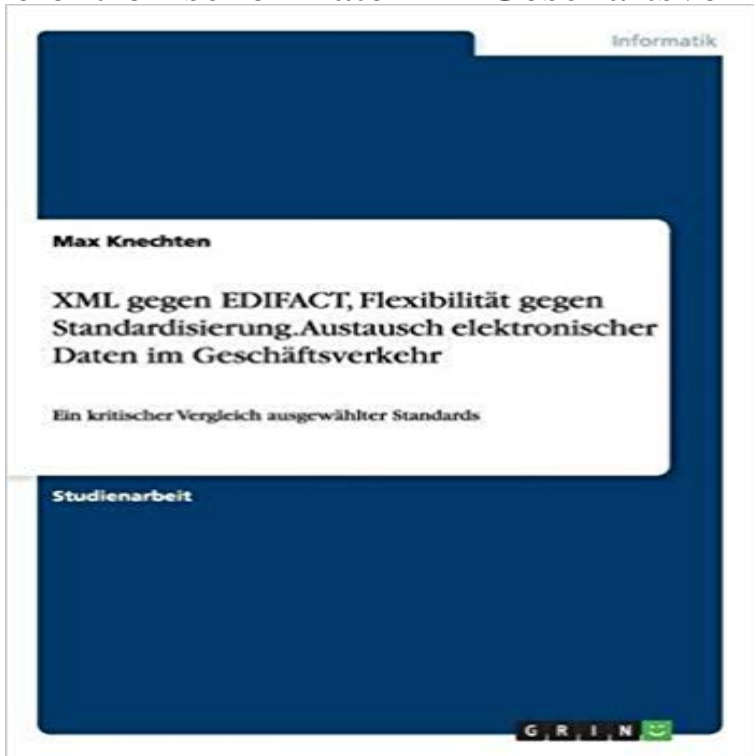 Informatik
Max Knechten
XML gegen EDIFACT, Flexibilität gegen
Standardisierung. Austausch elektronischer
Daten im Geschäftsverkehr
Ein kritischer Vergleich ausgewählter Standards
Studienarbeit
GRIN